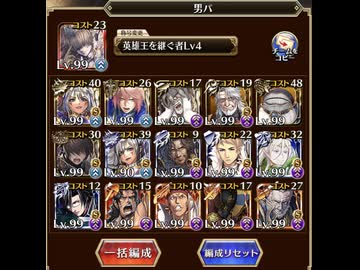 男パ
コスト23
称号変更
英雄王を継ぐ者Lv4
Lv.99
コピー
コスト40 コスト26 コスト17 コスト19 コスト48
Lv.99 Lv.99 Lv.99 Lv.99 Lv.99
コスト30 コスト39 コスト17 コスト22 コスト32
Lv.99 Lv.90 Lv.99 Lv.99 Lv.99
コスト12 コスト15 コスト10 コスト17 コスト27
Lv.99 Lv.99 Lv.99 Lv.99 Lv.99
一括編成
編成リセット